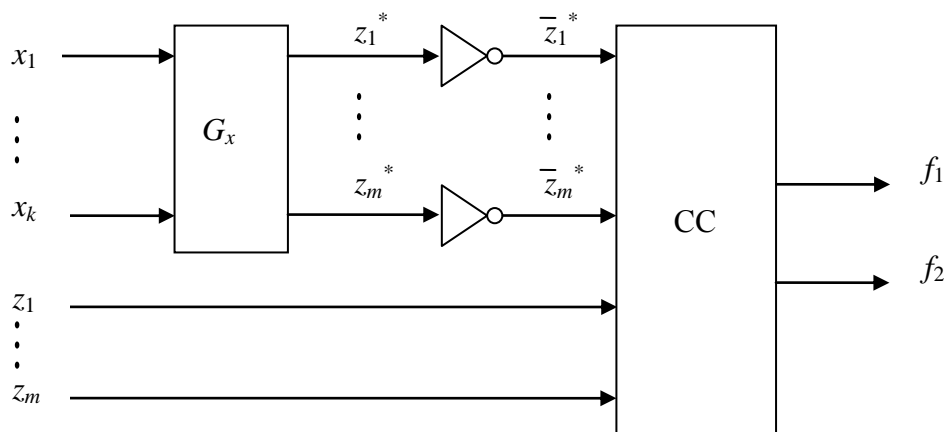 x₁
xₖ
Gₓ
z₁*
zₘ*
z̄₁*
z̄ₘ*
z₁
zₘ
CC
f₁
f₂